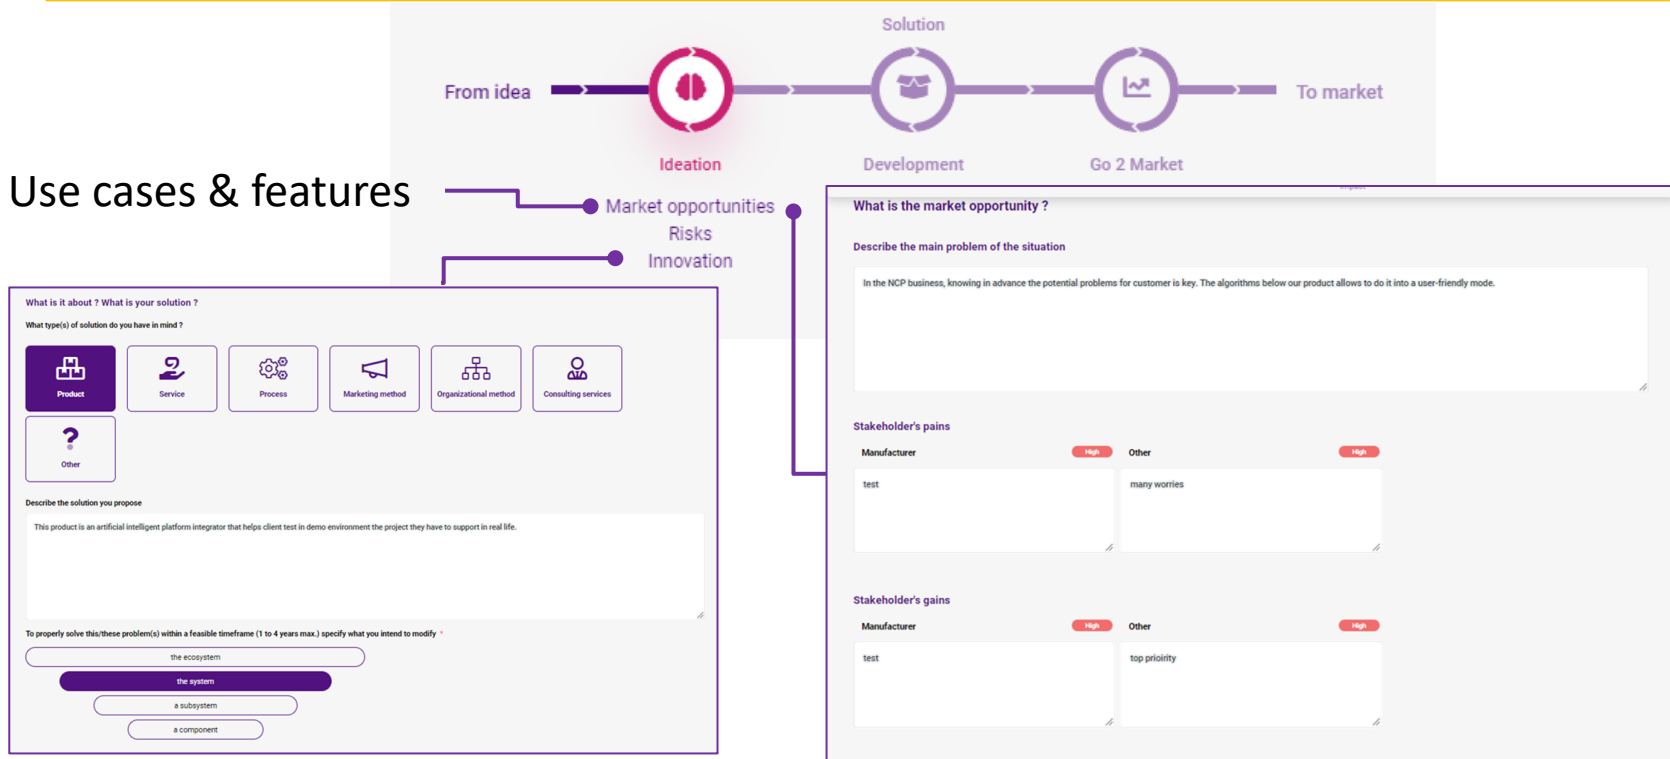 Solution
From idea
To market
Ideation
Development
Go 2 Market
Use cases & features
Market opportunities
Risks
Innovation
What is it about ? What is your solution ?
What type(s) of solution do you have in mind ?
Product
Service
Process
Marketing method
Organizational method
Consulting services
Other
Describe the solution you propose
This product is an artificial intelligent platform integrator that helps client test in demo environment the project they have to support in real life.
To properly solve this/these problem(s) within a feasible timeframe (1 to 4 years max.) specify what you intend to modify *
the ecosystem
the system
a subsystem
a component
What is the market opportunity ?
Describe the main problem of the situation
In the NCP business, knowing in advance the potential problems for customer is key. The algorithms below our product allows to do it into a user-friendly mode.
Stakeholder's pains
Manufacturer High Other High
test many worries
Stakeholder's gains
Manufacturer High Other High
test top prioirity